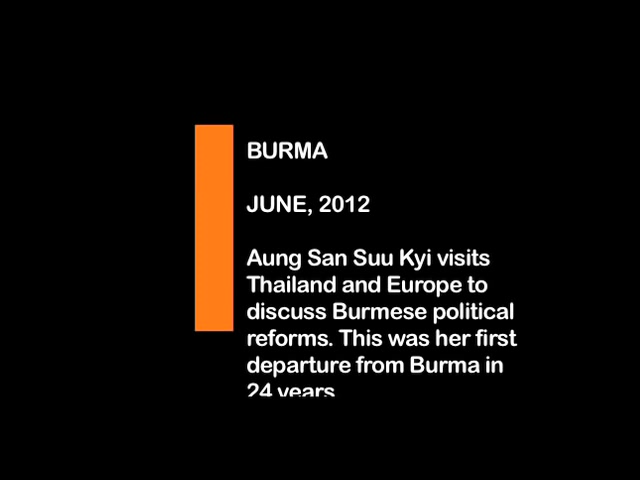 BURMA
JUNE, 2012
Aung San Suu Kyi visits
Thailand and Europe to
discuss Burmese political
reforms. This was her first
departure from Burma in
24 years